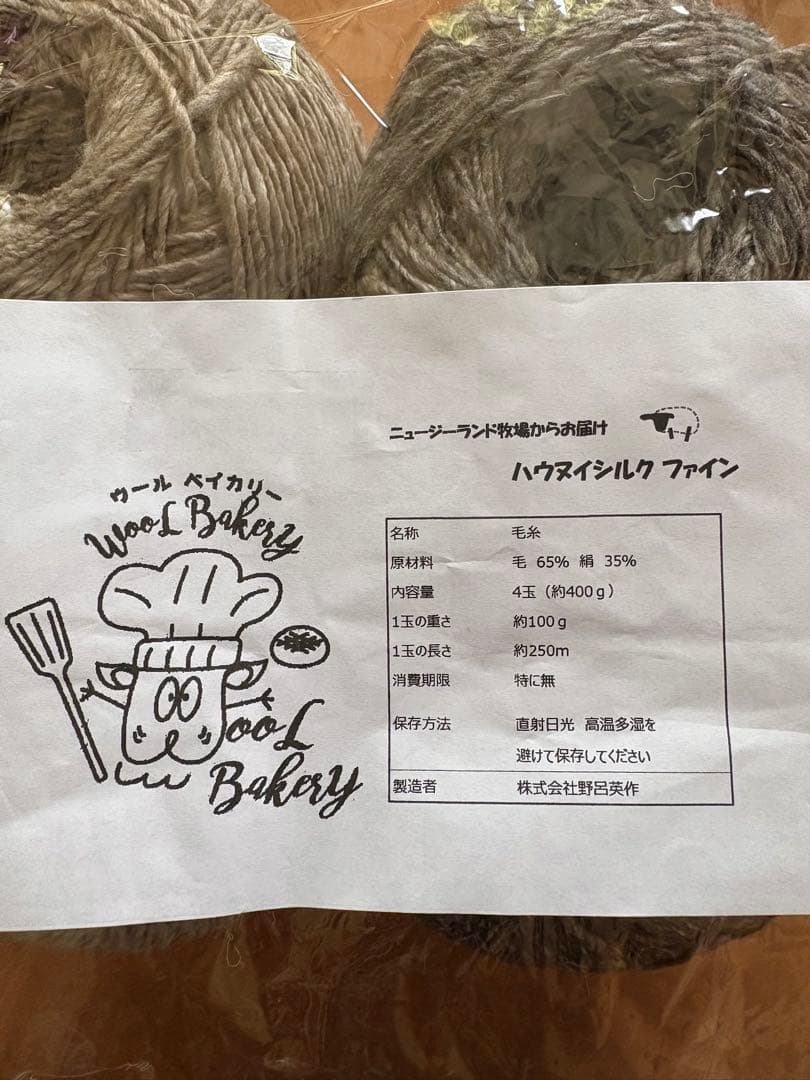 ウール ベイカリー
WooL Bakery
ooL
Bakery
ニュージーランド牧場からお届け
ハウヌイシルク ファイン
名称 毛糸
原材料 毛 65% 絹 35%
内容量 4玉（約400ｇ）
1玉の重さ 約100ｇ
1玉の長さ 約250m
消費期限 特に無
保存方法 直射日光 高温多湿を
避けて保存してください
製造者 株式会社野呂英作